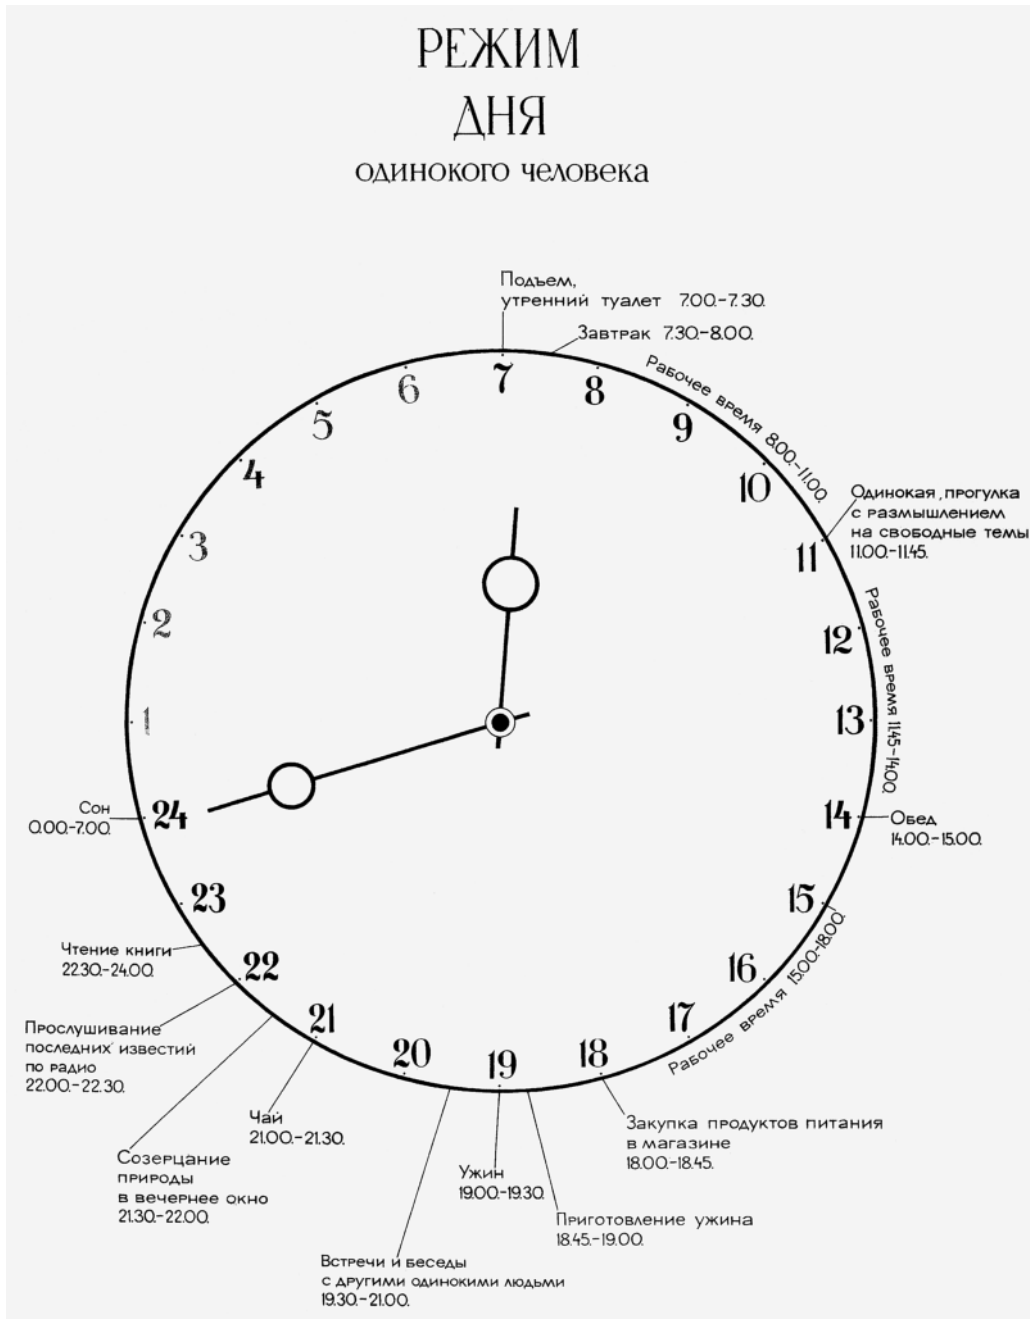 РЕЖИМ
ДНЯ
одинокого человека
Подъем,
утренний туалет 7.00.-7.30.
Завтрак 7.30.-8.00.
Рабочее время 8.00.-11.00.
Одинокая прогулка
с размышлением
на свободные темы
11.00.-11.45.
Рабочее время 11.45-14.00.
Обед
14.00.-15.00.
Рабочее время 15.00-18.00.
Закупка продуктов питания
в магазине
18.00-18.45.
Приготовление ужина
18.45.-19.00.
Ужин
19.00-19.30.
Встречи и беседы
с другими одинокими людьми
19.30.-21.00.
Чай
21.00.-21.30.
Созерцание
природы
в вечернее окно
21.30.-22.00.
Прослушивание
последних известий
по радио
22.00-22.30.
Чтение книги
22.30.-24.00.
Сон
0.00.-7.00.
7
8
9
10
11
12
13
14
15
16
17
18
19
20
21
22
23
24
1
2
3
4
5
6